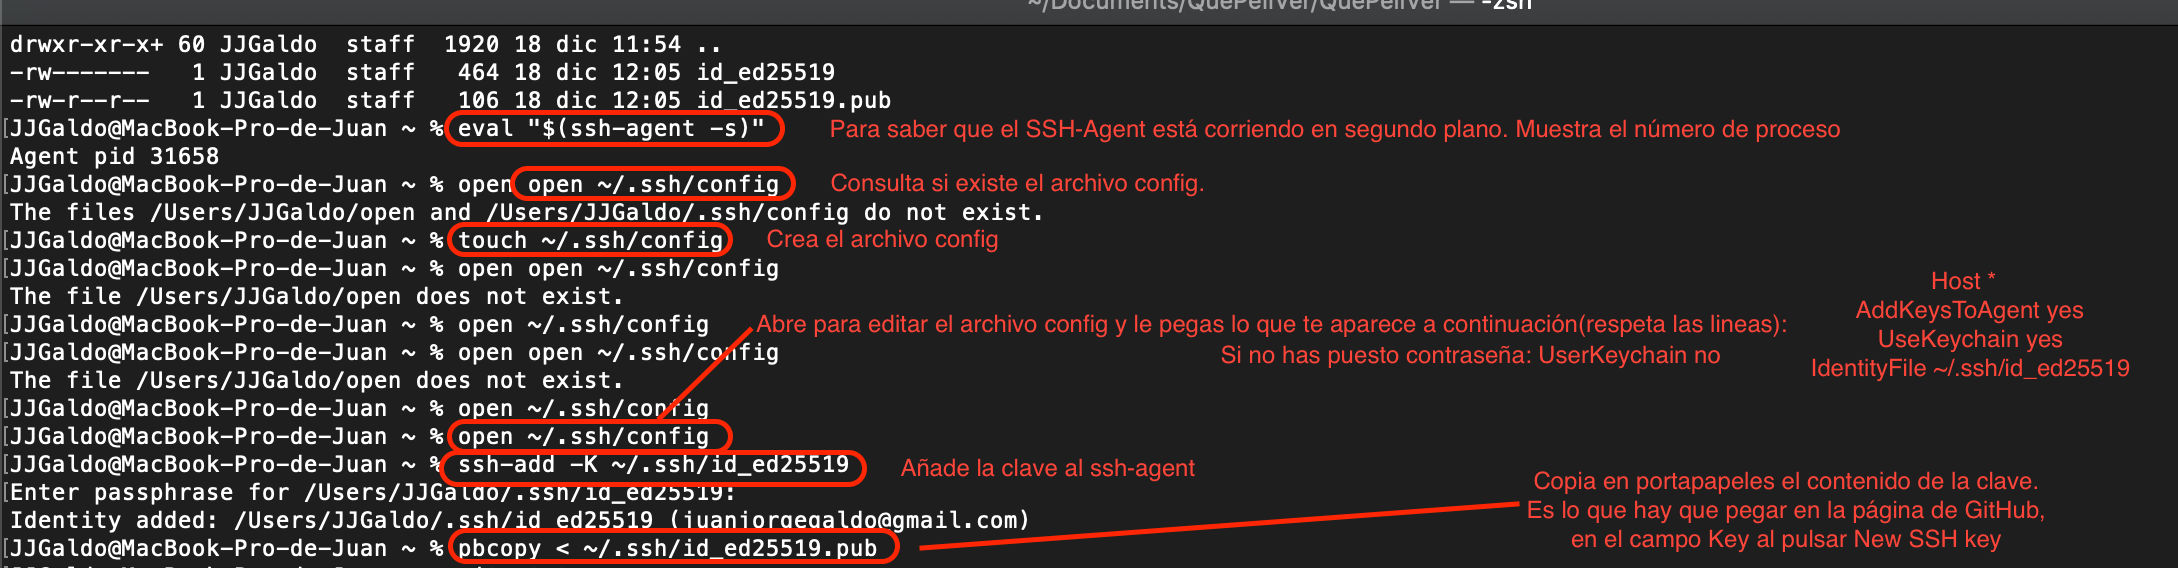 ~/Documents/QuePeliVer/QuePeliVer — -zsh
drwxr-xr-x+ 60 JJGaldo  staff  1920 18 dic 11:54 ..
-rw-------   1 JJGaldo  staff   464 18 dic 12:05 id_ed25519
-rw-r--r--   1 JJGaldo  staff   106 18 dic 12:05 id_ed25519.pub
[JJGaldo@MacBook-Pro-de-Juan ~ % eval "$(ssh-agent -s)" Para saber que el SSH-Agent está corriendo en segundo plano. Muestra el número de proceso
Agent pid 31658
[JJGaldo@MacBook-Pro-de-Juan ~ % open open ~/.ssh/config Consulta si existe el archivo config.
The files /Users/JJGaldo/open and /Users/JJGaldo/.ssh/config do not exist.
[JJGaldo@MacBook-Pro-de-Juan ~ % touch ~/.ssh/config Crea el archivo config
[JJGaldo@MacBook-Pro-de-Juan ~ % open open ~/.ssh/config
The file /Users/JJGaldo/open does not exist.
[JJGaldo@MacBook-Pro-de-Juan ~ % open ~/.ssh/config
Abre para editar el archivo config y le pegas lo que te aparece a continuación(respeta las lineas):
Si no has puesto contraseña: UserKeychain no
Host *
AddKeysToAgent yes
UseKeychain yes
IdentityFile ~/.ssh/id_ed25519
[JJGaldo@MacBook-Pro-de-Juan ~ % open open ~/.ssh/config
The file /Users/JJGaldo/open does not exist.
[JJGaldo@MacBook-Pro-de-Juan ~ % open ~/.ssh/config
[JJGaldo@MacBook-Pro-de-Juan ~ % open ~/.ssh/config
[JJGaldo@MacBook-Pro-de-Juan ~ % ssh-add -K ~/.ssh/id_ed25519 Añade la clave al ssh-agent
[Enter passphrase for /Users/JJGaldo/.ssh/id_ed25519:
Identity added: /Users/JJGaldo/.ssh/id_ed25519 (juanjorgegaldo@gmail.com)
[JJGaldo@MacBook-Pro-de-Juan ~ % pbcopy < ~/.ssh/id_ed25519.pub
Copia en portapapeles el contenido de la clave.
Es lo que hay que pegar en la página de GitHub,
en el campo Key al pulsar New SSH key
[JJGaldo@MacBook-Pro-de-Juan ~ %